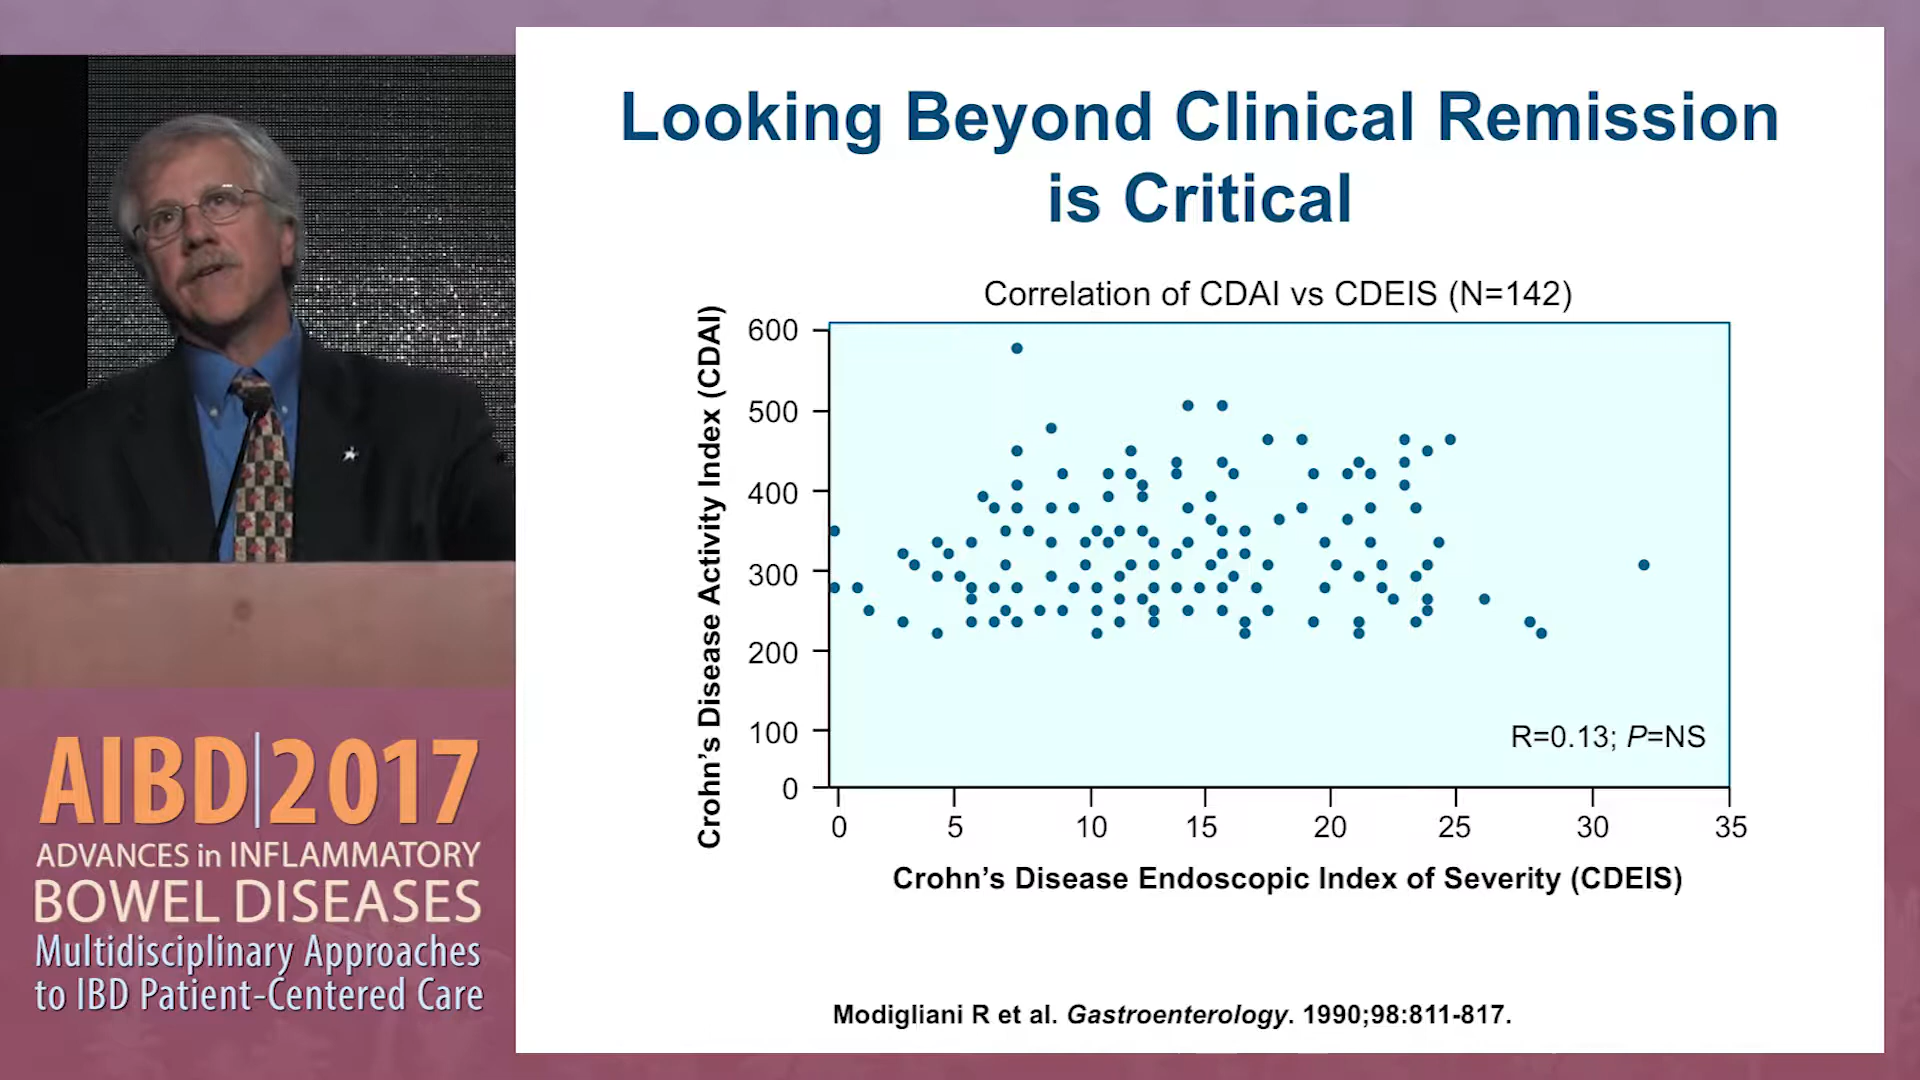 Looking Beyond Clinical Remission
is Critical
Correlation of CDAI vs CDEIS (N=142)
Crohn's Disease Activity Index (CDAI)
600
500
400
300
200
100
0
R=0.13; P=NS
0 5 10 15 20 25 30 35
Crohn's Disease Endoscopic Index of Severity (CDEIS)
Modigliani R et al. Gastroenterology. 1990;98:811-817.
AIBD|2017
ADVANCES in INFLAMMATORY
BOWEL DISEASES
Multidisciplinary Approaches
to IBD Patient-Centered Care